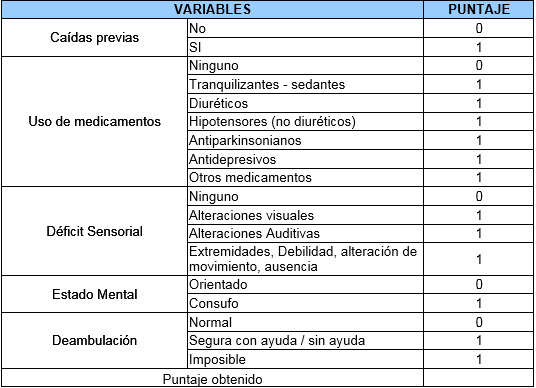 VARIABLES PUNTAJE
Caídas previas
No 0
SI 1
Uso de medicamentos
Ninguno 0
Tranquilizantes - sedantes 1
Diuréticos 1
Hipotensores (no diuréticos) 1
Antiparkinsonianos 1
Antidepresivos 1
Otros medicamentos 1
Déficit Sensorial
Ninguno 0
Alteraciones visuales 1
Alteraciones Auditivas 1
Extremidades, Debilidad, alteración de
movimiento, ausencia 1
Estado Mental
Orientado 0
Consufo 1
Deambulación
Normal 0
Segura con ayuda / sin ayuda 1
Imposible 1
Puntaje obtenido